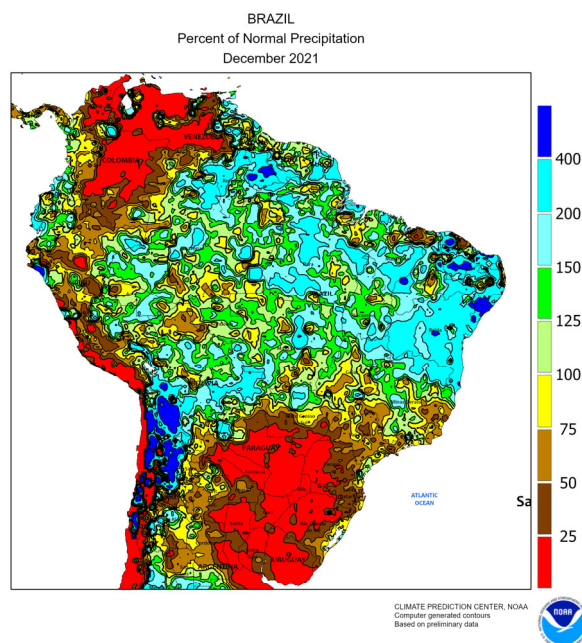 BRAZIL
Percent of Normal Precipitation
December 2021
VENEZUELA
COLOMBIA
BRAZIL
PARAGUAY
URUGUAY
ARGENTINA
ATLANTIC
OCEAN
Sa
400
200
150
125
100
75
50
25
CLIMATE PREDICTION CENTER, NOAA
Computer generated contours
Based on preliminary data
NOAA